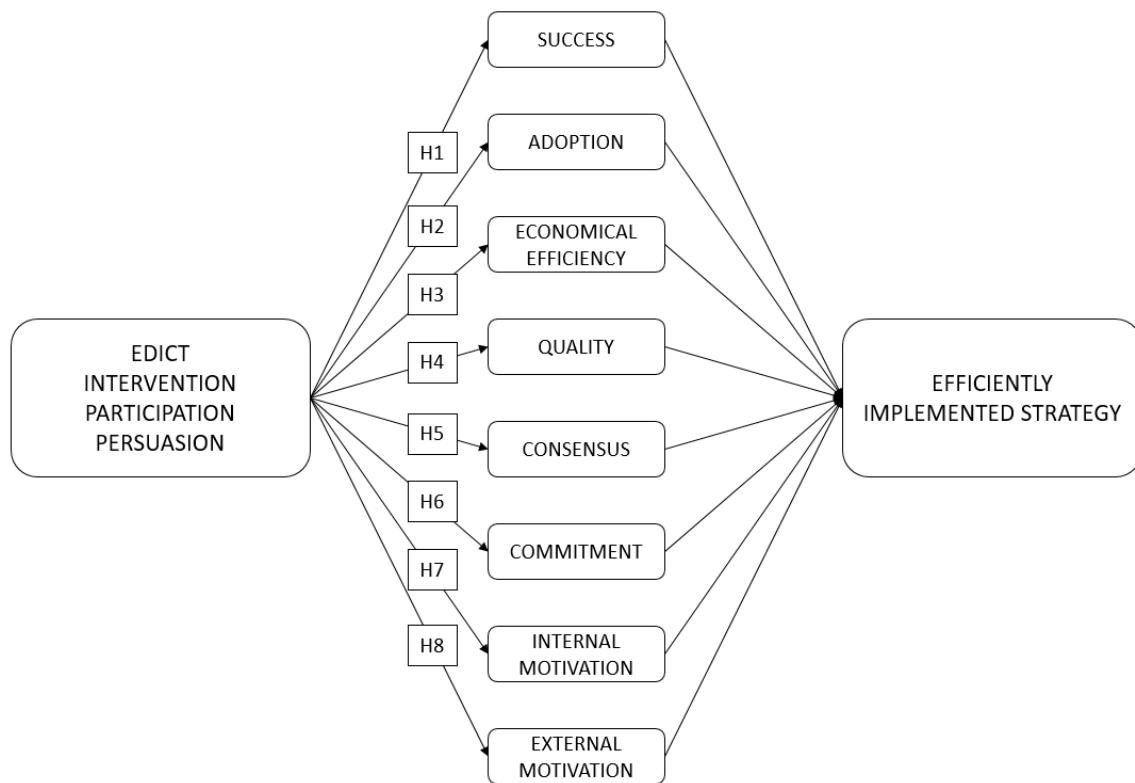 SUCCESS
H1
ADOPTION
H2
ECONOMICAL
EFFICIENCY
H3
EDICT
INTERVENTION
PARTICIPATION
PERSUASION
H4
QUALITY
EFFICIENTLY
IMPLEMENTED STRATEGY
H5
CONSENSUS
H6
COMMITMENT
H7
INTERNAL
MOTIVATION
H8
EXTERNAL
MOTIVATION